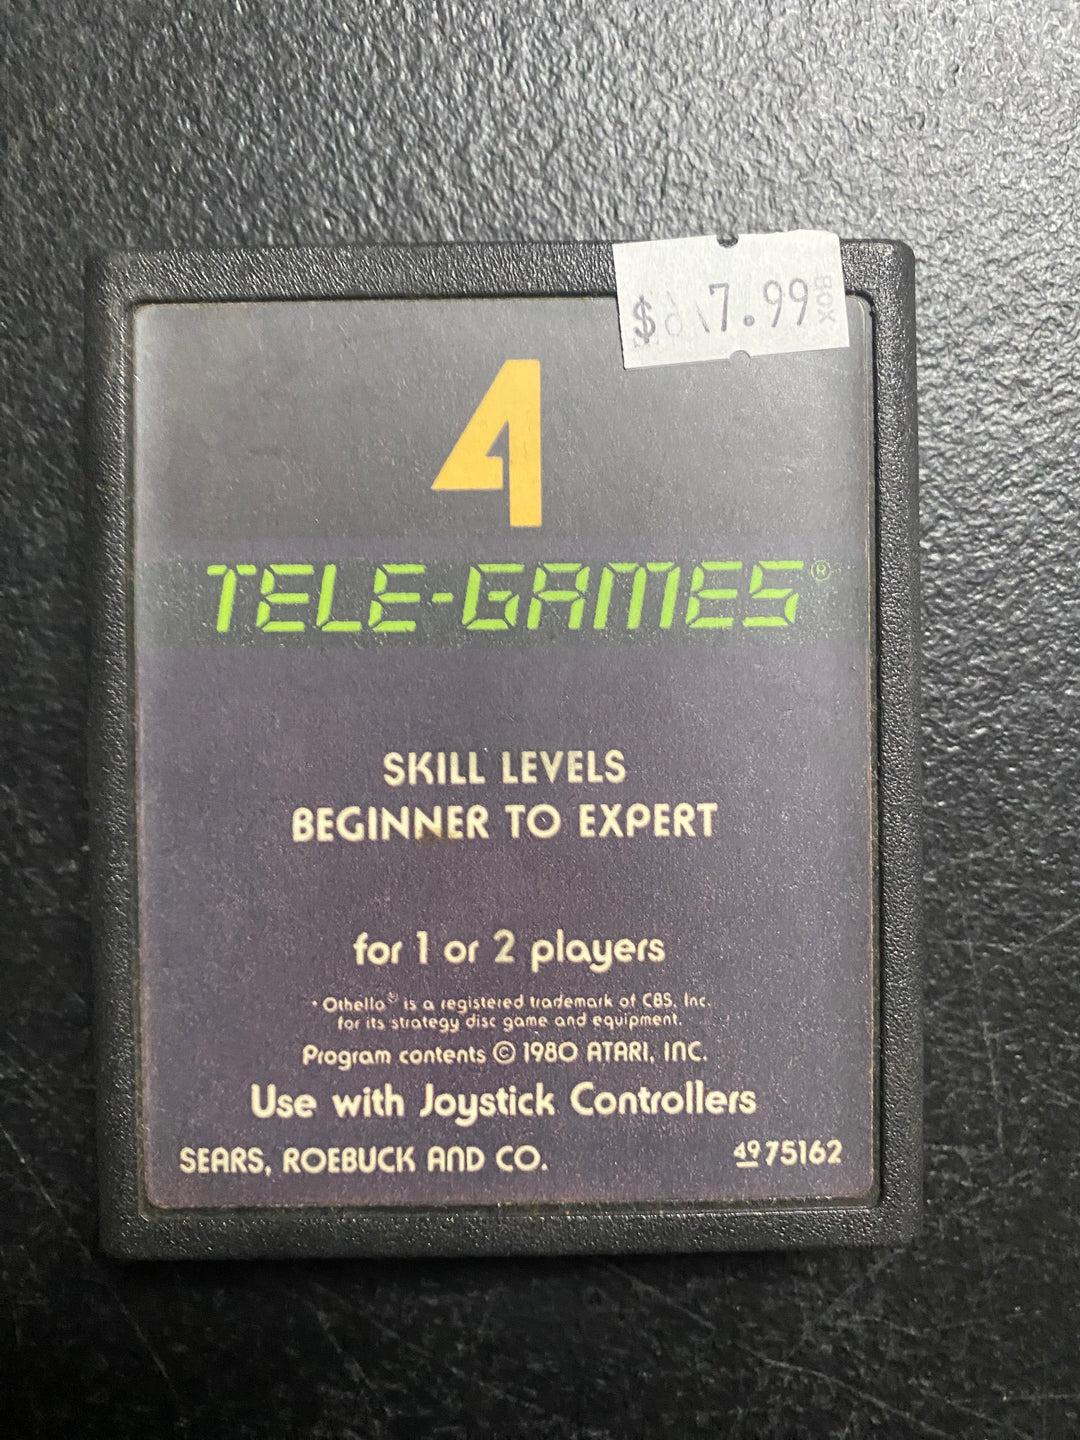 $ 7.99
BOX
4
TELE-GAMES®
SKILL LEVELS
BEGINNER TO EXPERT
for 1 or 2 players
• Othello® is a registered trademark of CBS, Inc.
for its strategy disc game and equipment.
Program contents © 1980 ATARI, INC.
Use with Joystick Controllers
SEARS, ROEBUCK AND CO.
49 75162